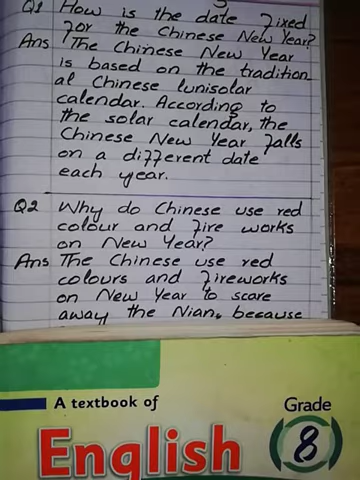 Q1 How is the date fixed
for the Chinese New Year?
Ans The Chinese New Year
is based on the tradition
al Chinese lunisolar
calendar. According to
the solar calendar, the
Chinese New Year falls
on a different date
each year.
Q2 Why do Chinese use red
colour and fire works
on New Year?
Ans The Chinese use red
colours and fireworks
on New Year to scare
away the Nian, because
A textbook of
Grade
English
8